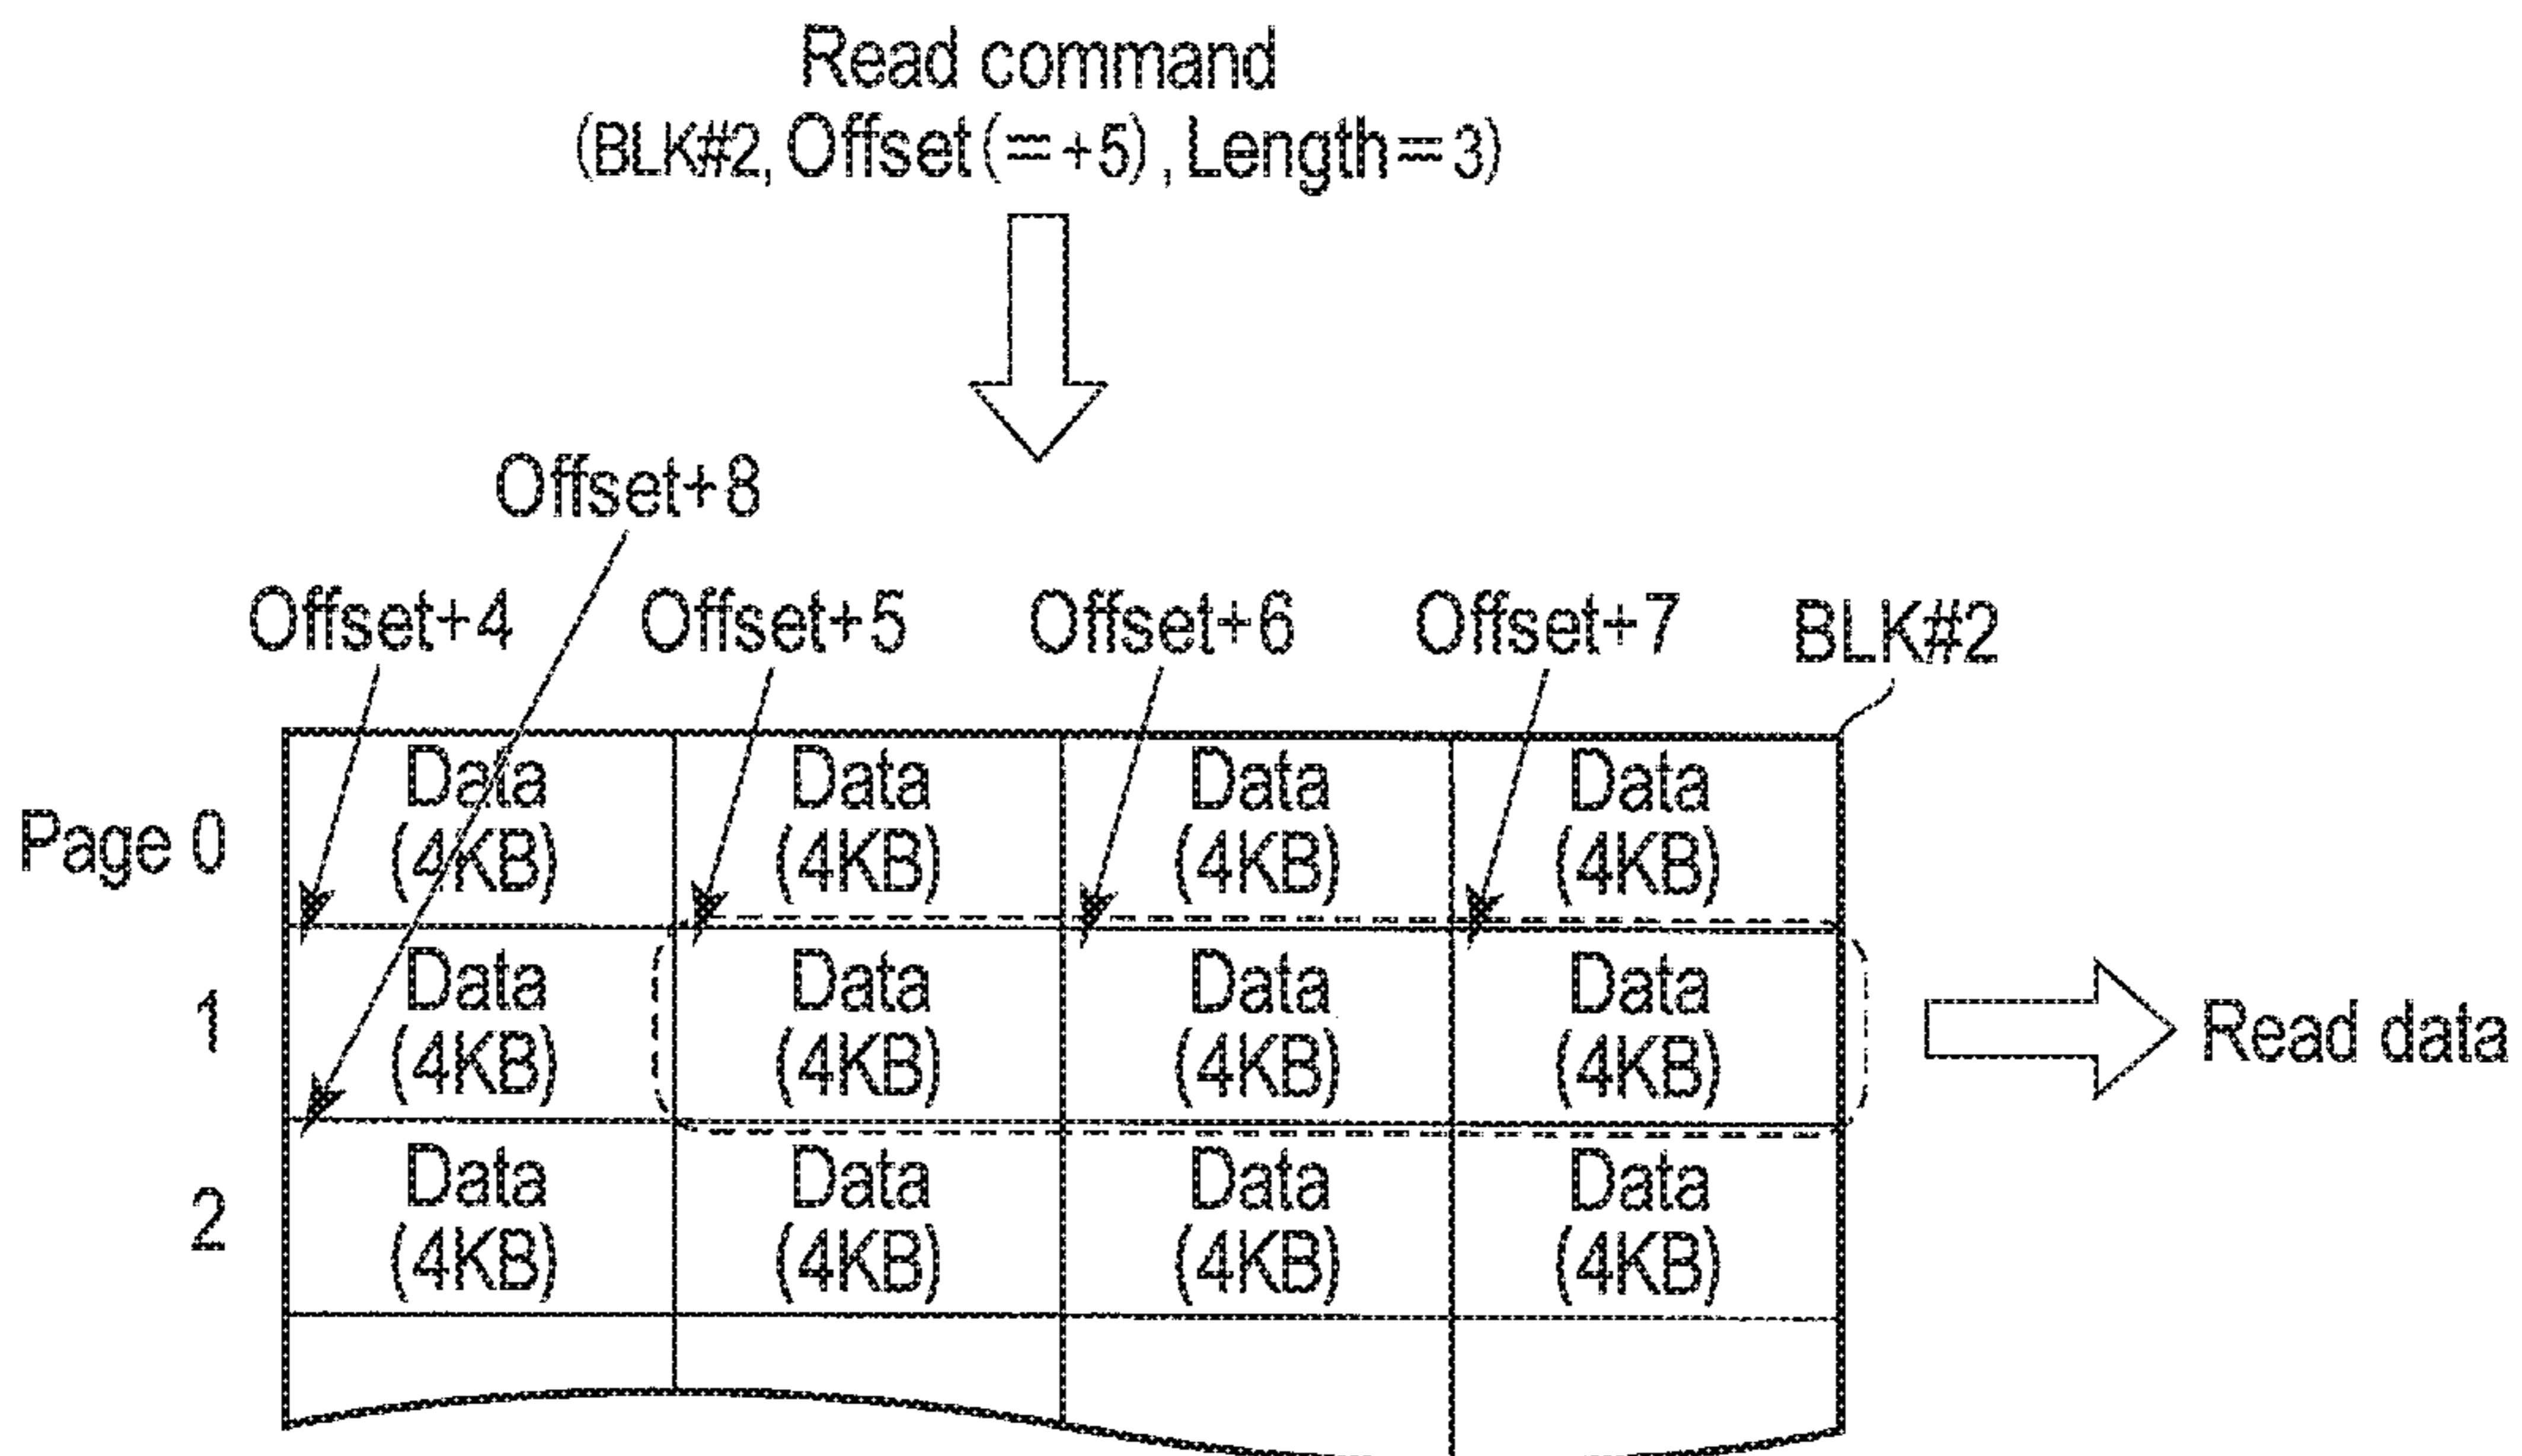 Read command
(BLK#2, Offset(=+5), Length=3)
Offset+8
Offset+4 Offset+5 Offset+6 Offset+7 BLK#2
Data Data Data Data
Page 0 (4KB) (4KB) (4KB) (4KB)
Data Data Data Data
1 (4KB) (4KB) (4KB) (4KB) Read data
Data Data Data Data
2 (4KB) (4KB) (4KB) (4KB)